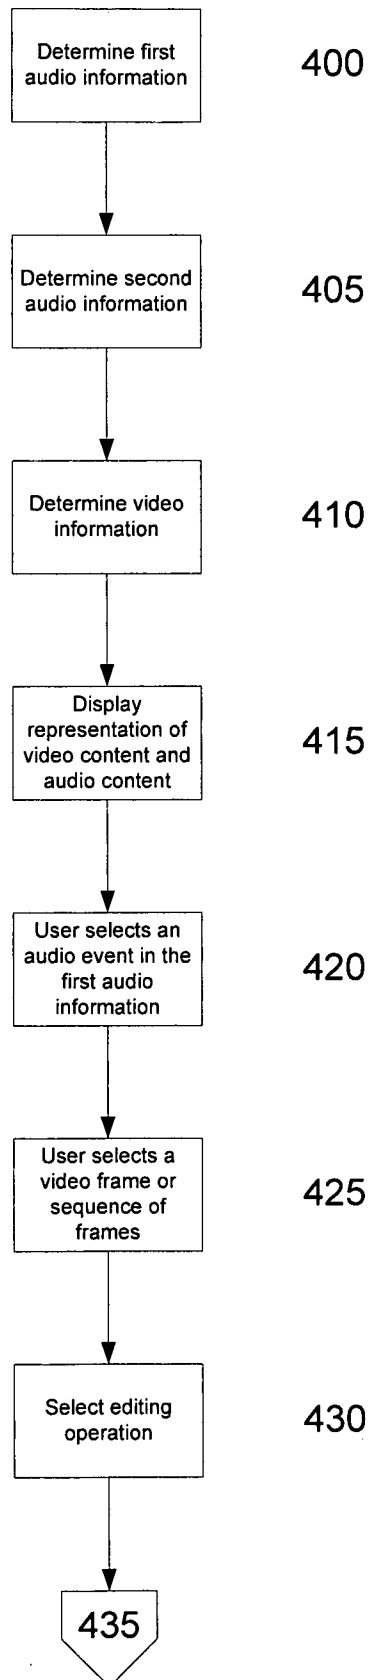 Determine first
audio information
400
Determine second
audio information
405
Determine video
information
410
Display
representation of
video content and
audio content
415
User selects an
audio event in the
first audio
information
420
User selects a
video frame or
sequence of
frames
425
Select editing
operation
430
435